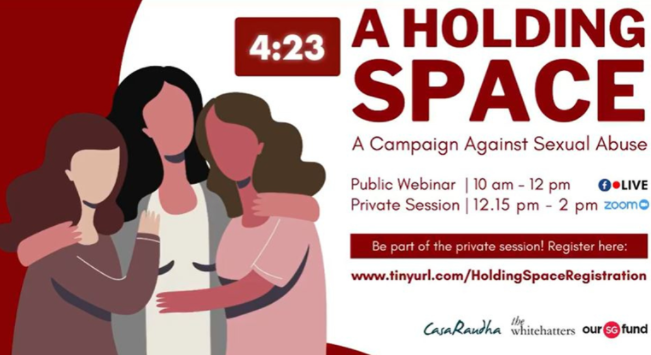 4:23
A HOLDING
SPACE
A Campaign Against Sexual Abuse
Public Webinar | 10 am - 12 pm LIVE
Private Session | 12.15 pm - 2 pm zoom
Be part of the private session! Register here:
www.tinyurl.com/HoldingSpaceRegistration
CasaRaudha the whitehatters our SG fund